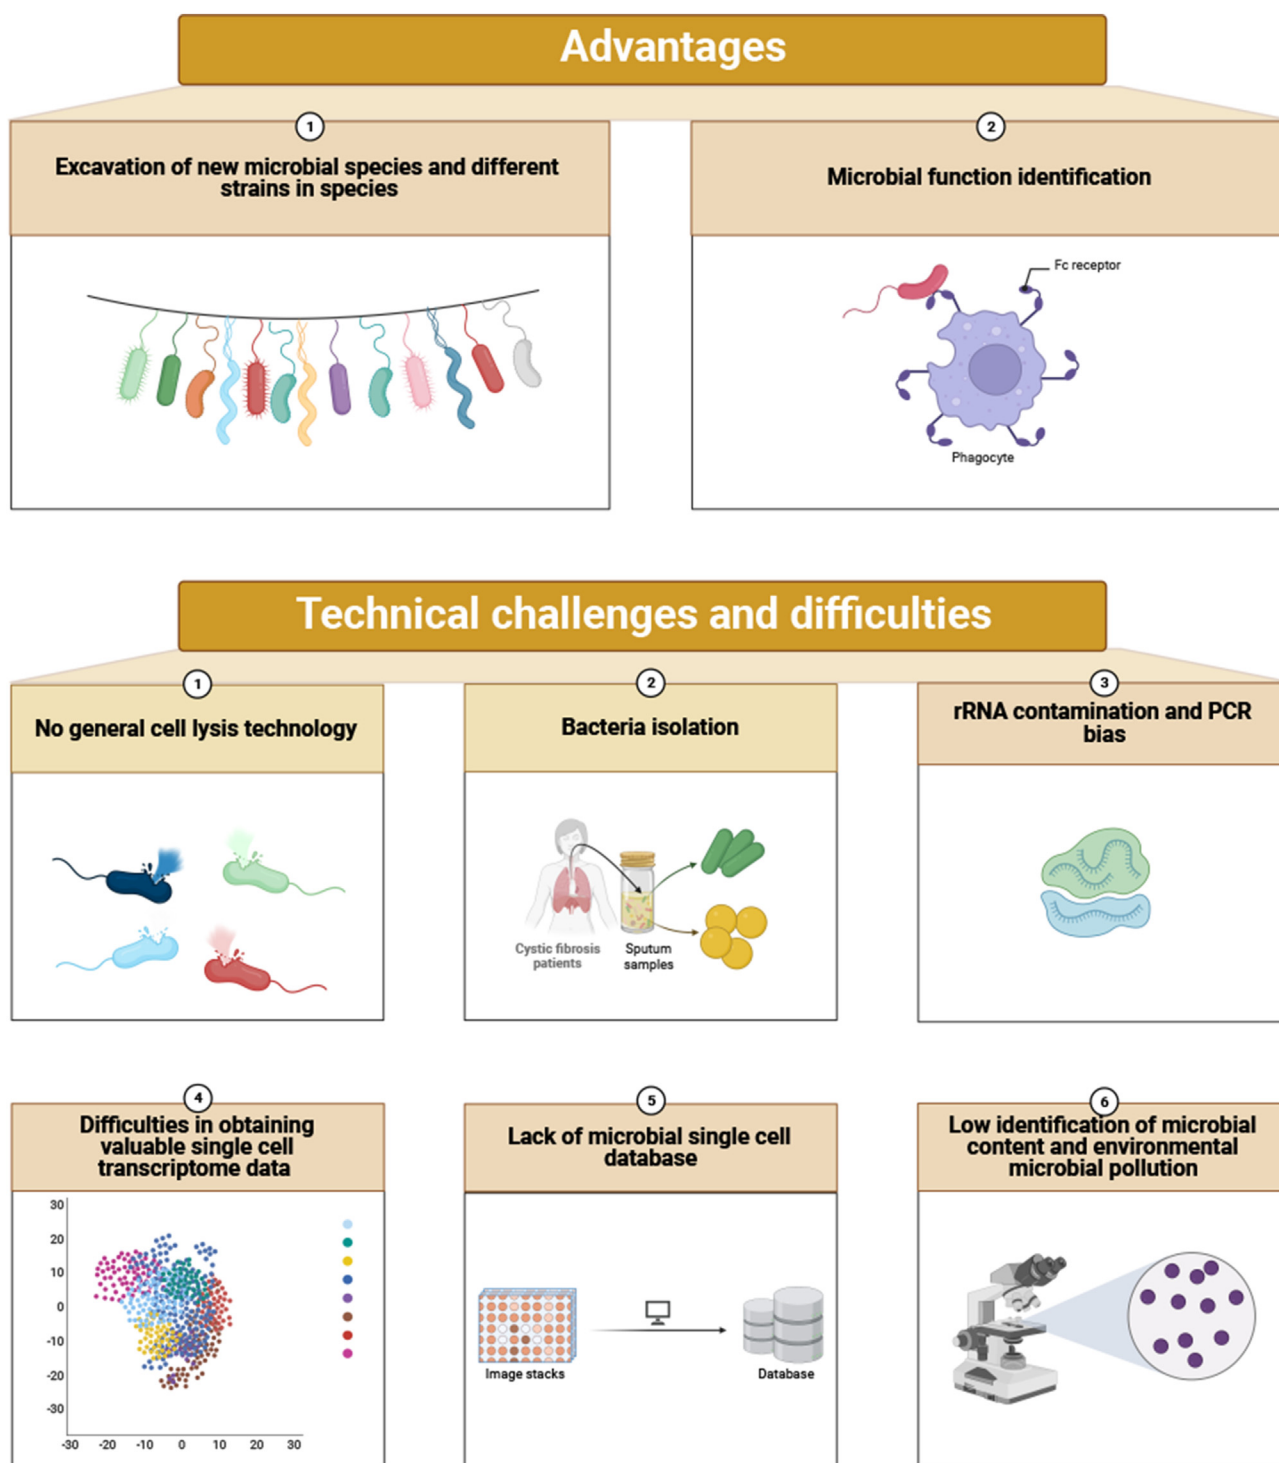 Advantages
1
Excavation of new microbial species and different
strains in species
2
Microbial function identification
Fc receptor
Phagocyte
Technical challenges and difficulties
1
No general cell lysis technology
2
Bacteria isolation
Cystic fibrosis
patients
Sputum
samples
3
rRNA contamination and PCR
bias
4
Difficulties in obtaining
valuable single cell
transcriptome data
30
20
10
0
-10
-20
-30
-30 -20 -10 0 10 20 30
5
Lack of microbial single cell
database
Image stacks
Database
6
Low identification of microbial
content and environmental
microbial pollution